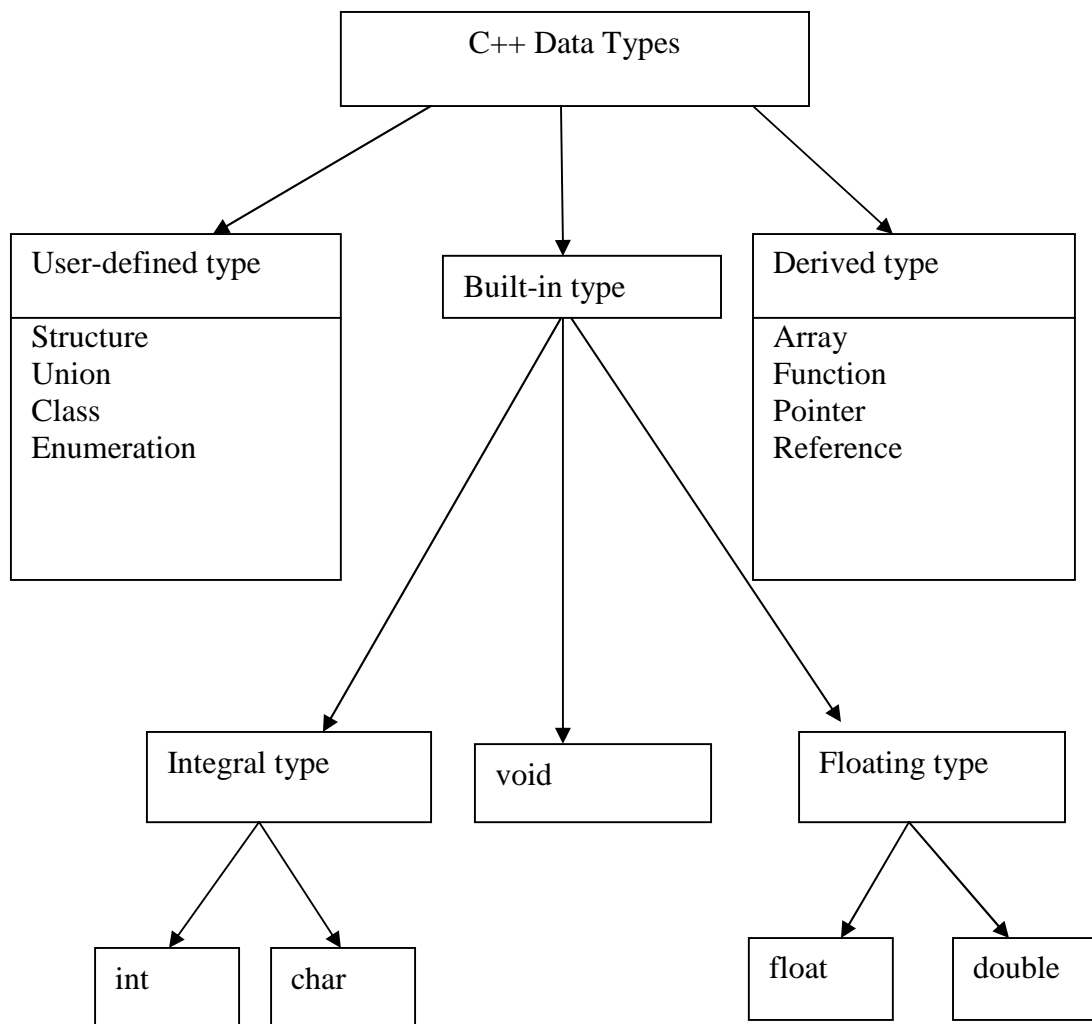 C++ Data Types
User-defined type
Structure
Union
Class
Enumeration
Built-in type
Derived type
Array
Function
Pointer
Reference
Integral type
void
Floating type
int
char
float
double